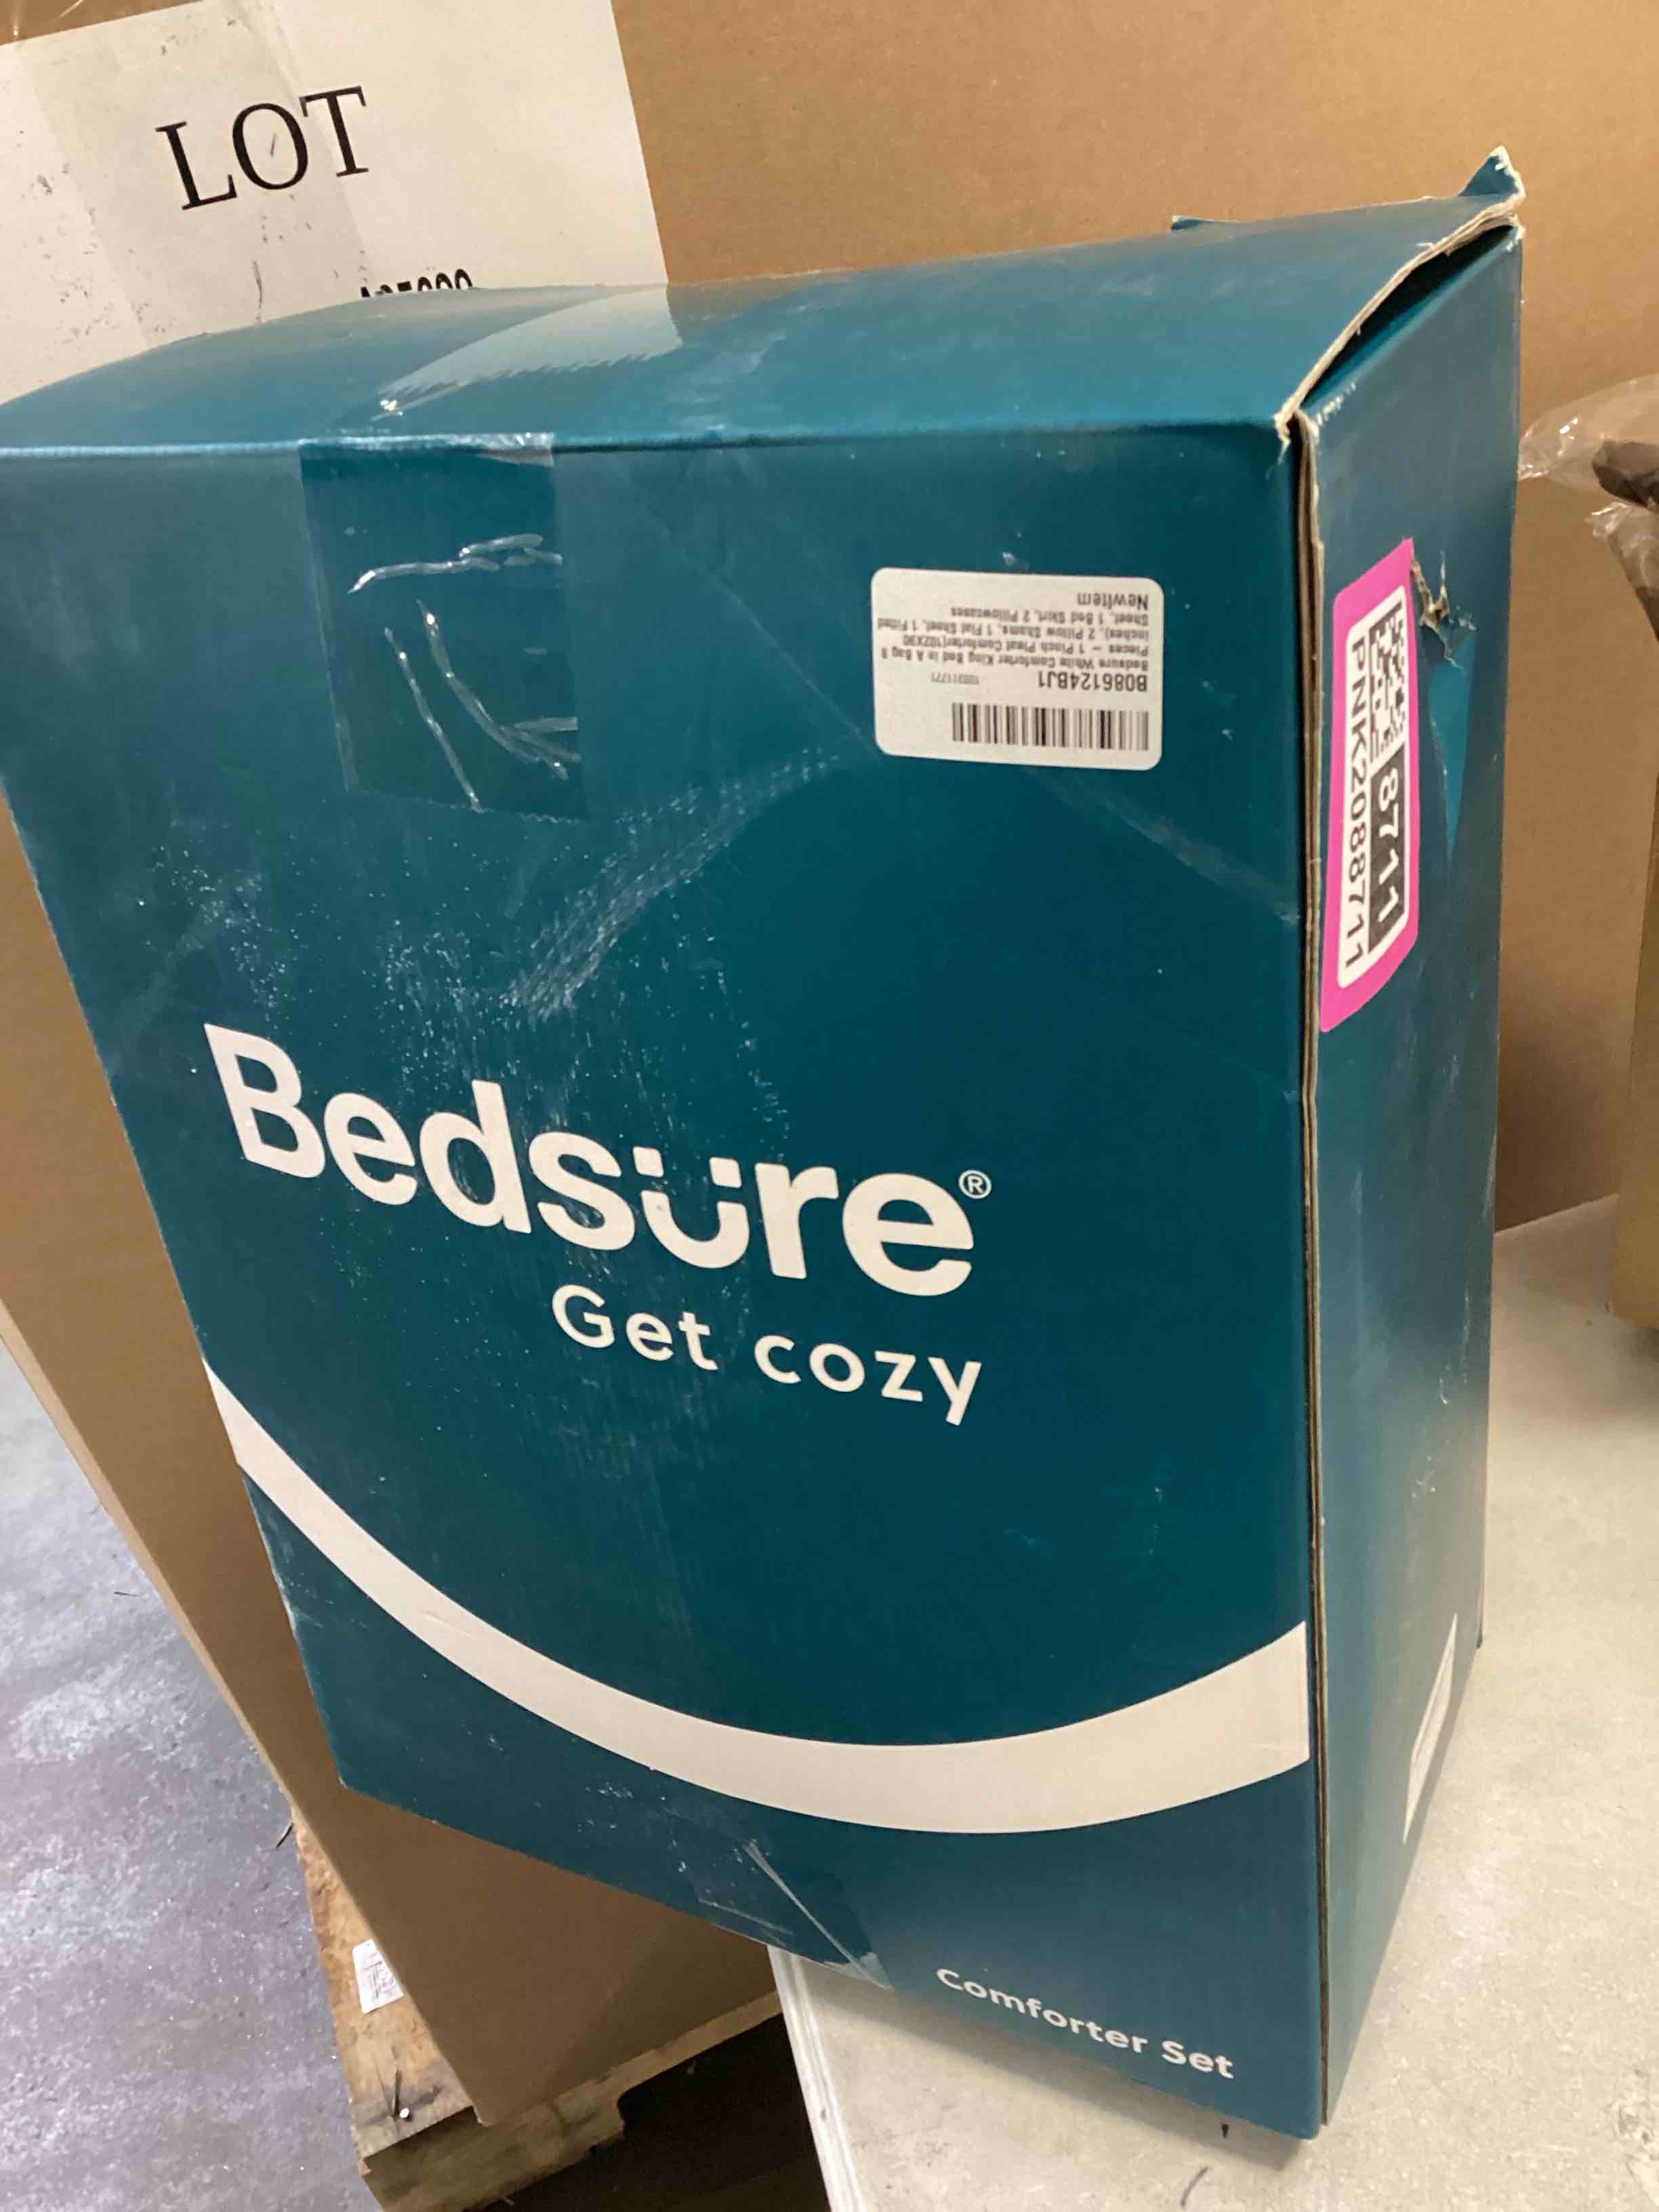 LOT
B086124BJ1
Bedsure White Comforter King Bed in A Bag 8
Pieces – 1 Pinch Pleat Comforter(102X90
inches), 2 Pillow Shams, 1 Flat Sheet, 1 Fitted
Sheet, 1 Bed Skirt, 2 Pillowcases
NewItem
8711
PNK2088711
Bedsure®
Get cozy
Comforter Set